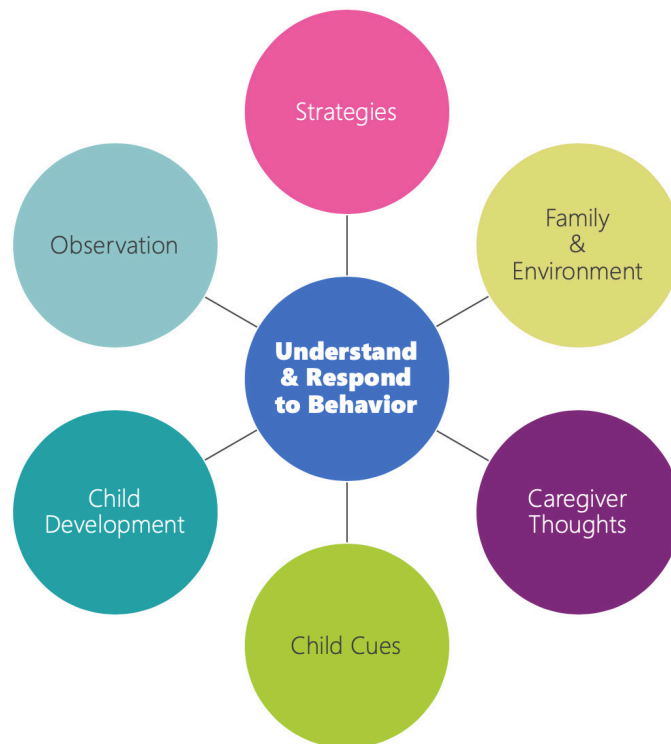 Strategies
Observation
Family
&
Environment
Understand
& Respond
to Behavior
Child
Development
Caregiver
Thoughts
Child Cues